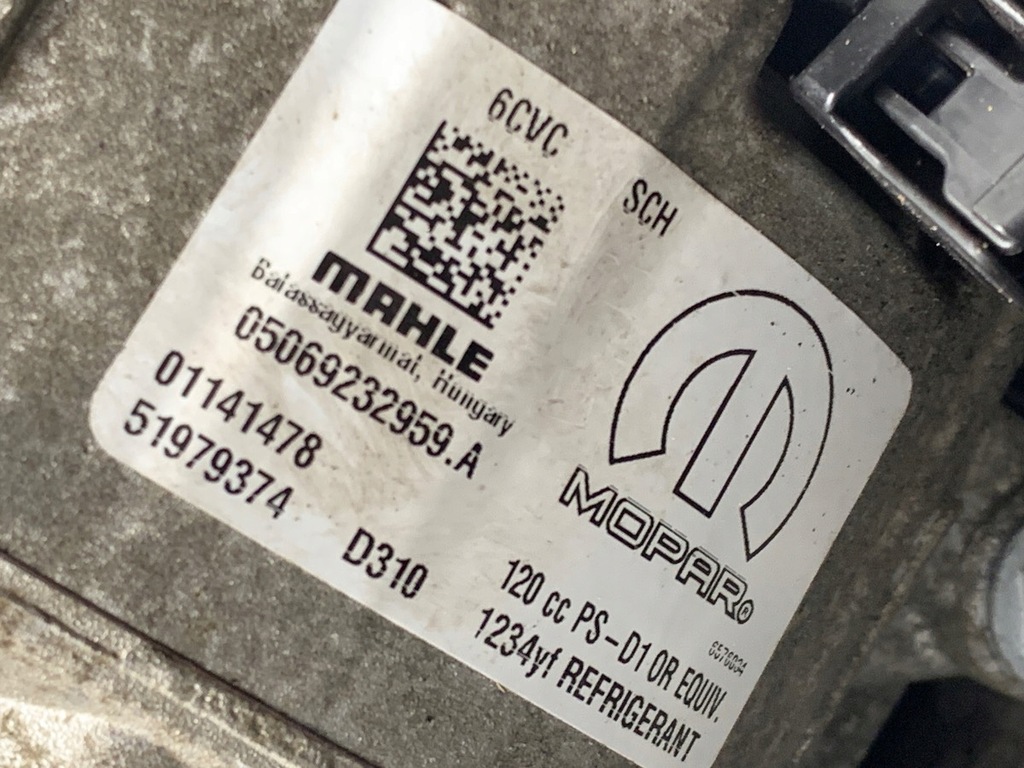 6CVC
SCH
MAHLE
Balassagyarmat, Hungary
05069232959.A
01141478
51979374
D310
MOPAR®
120 cc PS-D1 OR EQUIV.
1234yf REFRIGERANT